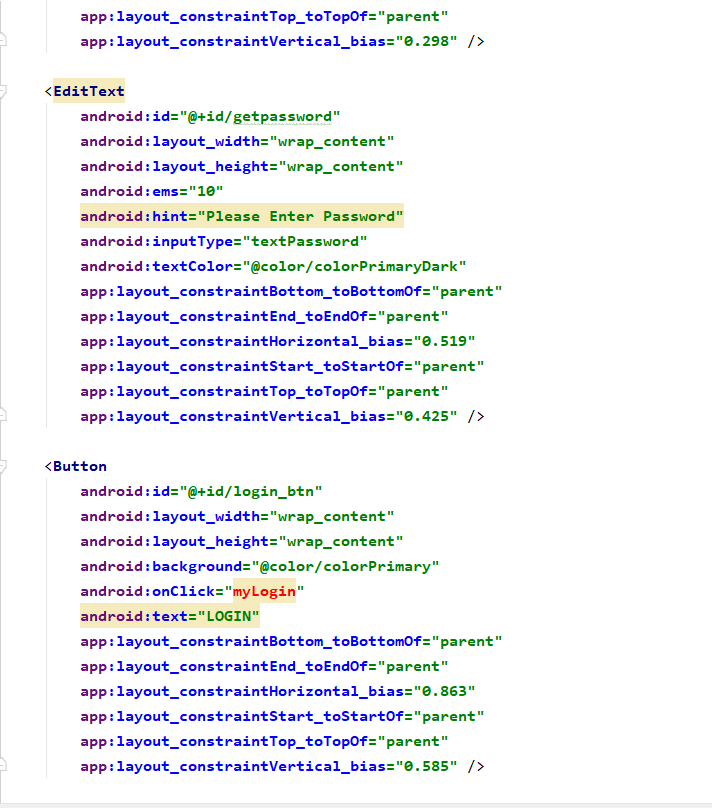 app:layout_constraintTop_toTopOf="parent"
app:layout_constraintVertical_bias="0.298" />
<EditText
android:id="@+id/getpassword"
android:layout_width="wrap_content"
android:layout_height="wrap_content"
android:ems="10"
android:hint="Please Enter Password"
android:inputType="textPassword"
android:textColor="@color/colorPrimaryDark"
app:layout_constraintBottom_toBottomOf="parent"
app:layout_constraintEnd_toEndOf="parent"
app:layout_constraintHorizontal_bias="0.519"
app:layout_constraintStart_toStartOf="parent"
app:layout_constraintTop_toTopOf="parent"
app:layout_constraintVertical_bias="0.425" />
<Button
android:id="@+id/login_btn"
android:layout_width="wrap_content"
android:layout_height="wrap_content"
android:background="@color/colorPrimary"
android:onClick="myLogin"
android:text="LOGIN"
app:layout_constraintBottom_toBottomOf="parent"
app:layout_constraintEnd_toEndOf="parent"
app:layout_constraintHorizontal_bias="0.863"
app:layout_constraintStart_toStartOf="parent"
app:layout_constraintTop_toTopOf="parent"
app:layout_constraintVertical_bias="0.585" />